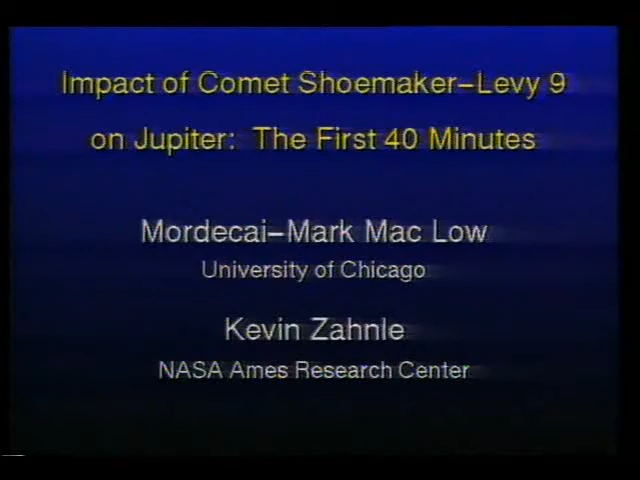 Impact of Comet Shoemaker–Levy 9
on Jupiter: The First 40 Minutes
Mordecai–Mark Mac Low
University of Chicago
Kevin Zahnle
NASA Ames Research Center